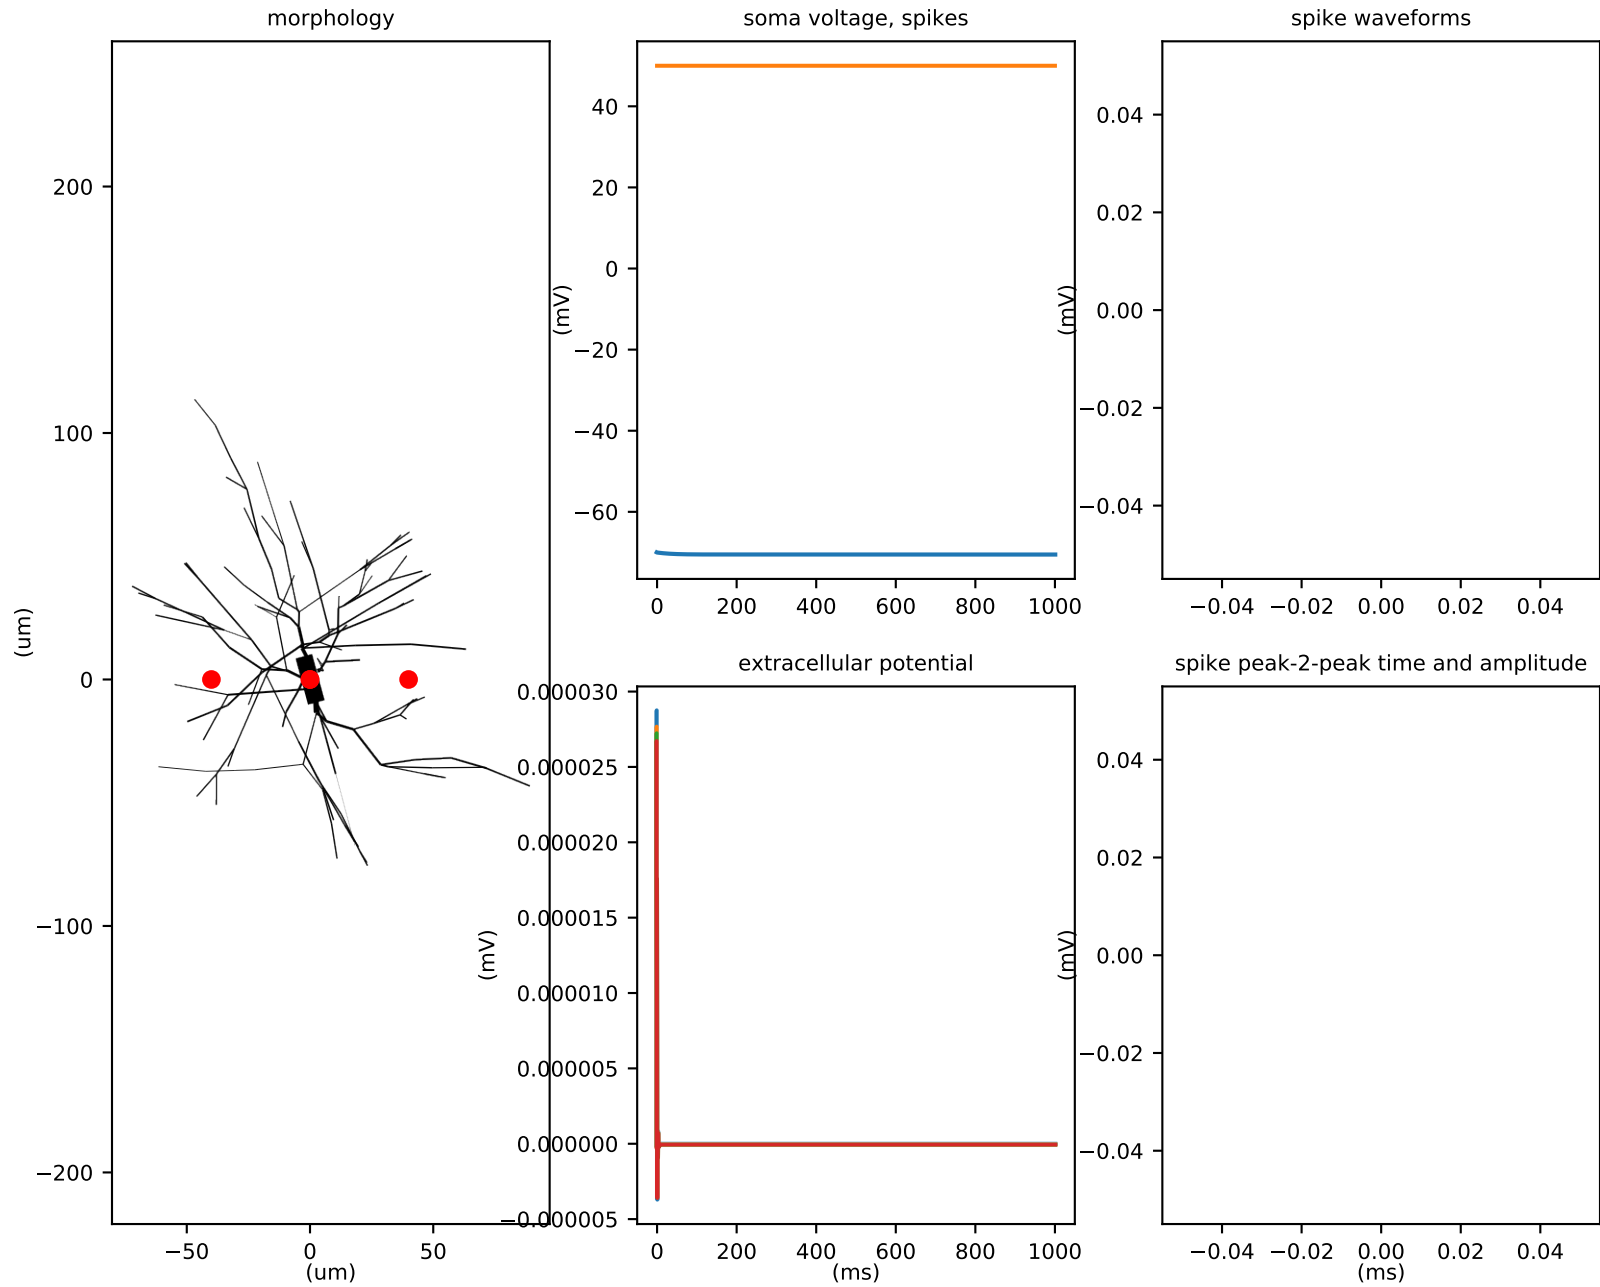 morphology
(um)
200
100
0
−100
−200
−50 0 50
(um)
soma voltage, spikes
(mV)
40
20
0
−20
−40
−60
0 200 400 600 800 1000
spike waveforms
(mV)
0.04
0.02
0.00
−0.02
−0.04
−0.04 −0.02 0.00 0.02 0.04
extracellular potential
(mV)
0.000030
0.000025
0.000020
0.000015
0.000010
0.000005
0.000000
−0.000005
0 200 400 600 800 1000
(ms)
spike peak-2-peak time and amplitude
(mV)
0.04
0.02
0.00
−0.02
−0.04
−0.04 −0.02 0.00 0.02 0.04
(ms)